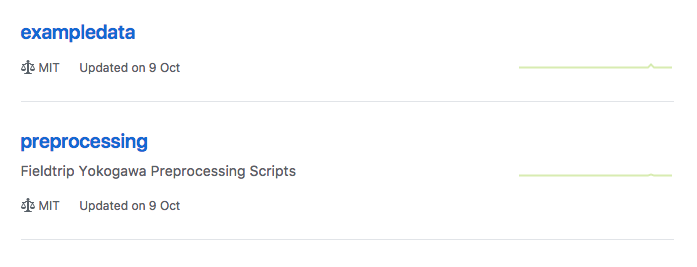 exampledata
MIT Updated on 9 Oct
preprocessing
Fieldtrip Yokogawa Preprocessing Scripts
MIT Updated on 9 Oct